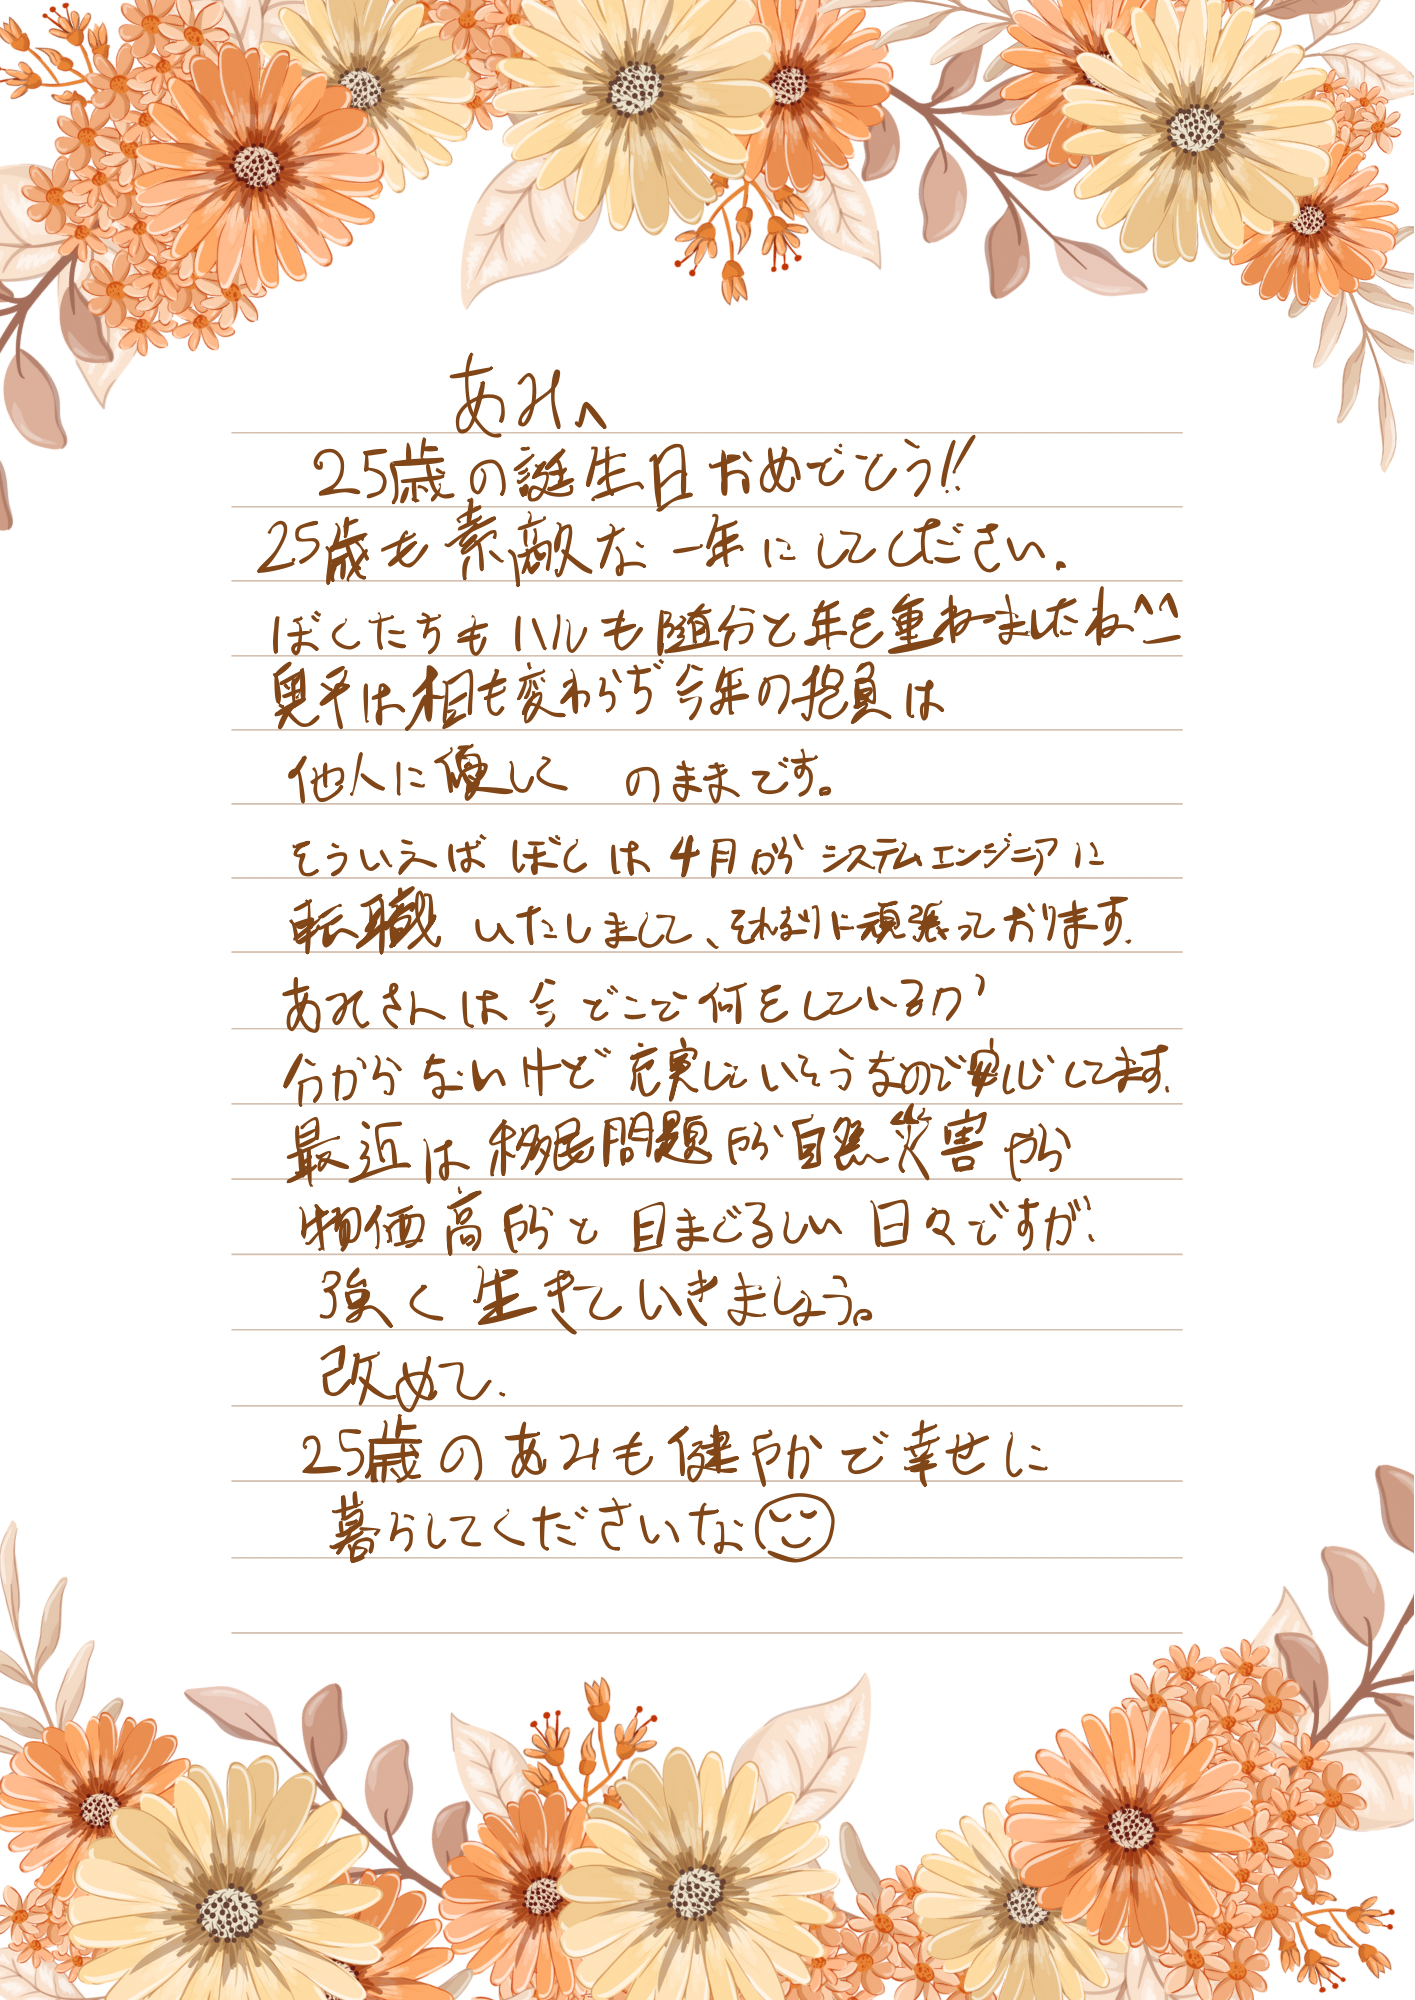 あみへ
25歳の誕生日おめでとう!!
25歳も素敵な一年にしてください.
ぼくたちもハルも随分と年を重ねましたね^^
奥平は相も変わらず今年の抱負は
他人に優しく のままです。
そういえば ぼくは 4月から システムエンジニアに
転職 いたしまして、それなりに頑張っております.
あみさんは 今 どこで何をしているか
分からないけど 充実していそうなので安心してます.
最近は 移民問題やら自然災害やら
物価高やらと 目まぐるしい 日々ですが、
強く 生きていきましょう。
改めて.
25歳のあみも健やかで幸せに
暮らしてくださいな